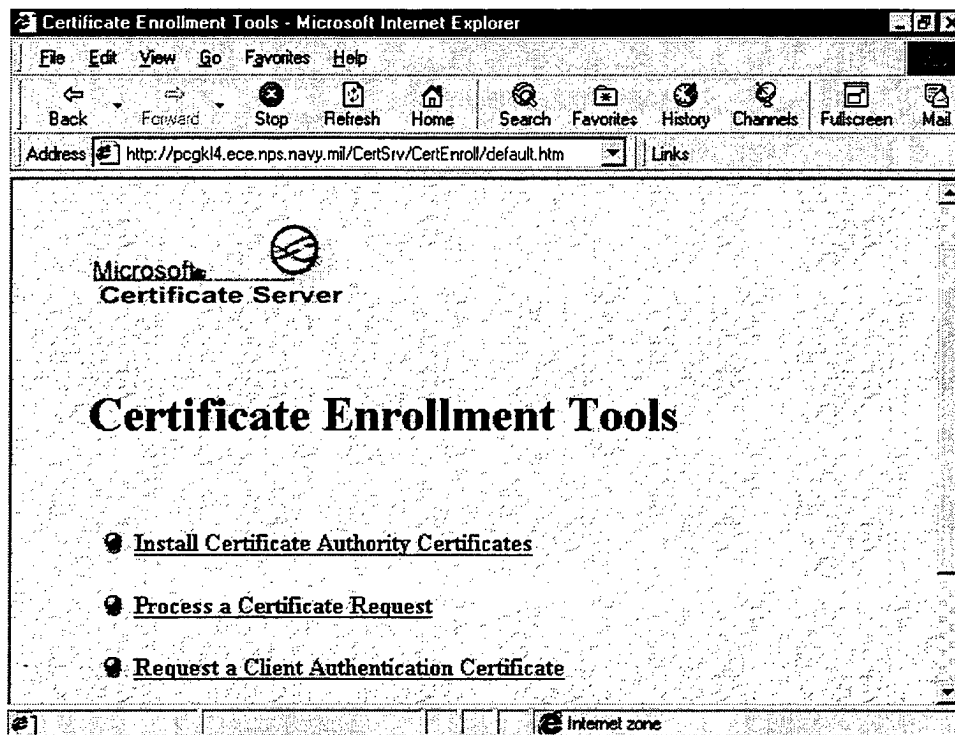 Certificate Enrollment Tools - Microsoft Internet Explorer
File Edit View Go Favorites Help
Back Forward Stop Refresh Home Search Favorites History Channels Fullscreen Mail
Address http://pcgkl4.ece.nps.navy.mil/CertSrv/CertEnroll/default.htm Links
Microsoft
Certificate Server
Certificate Enrollment Tools
Install Certificate Authority Certificates
Process a Certificate Request
Request a Client Authentication Certificate
Internet zone